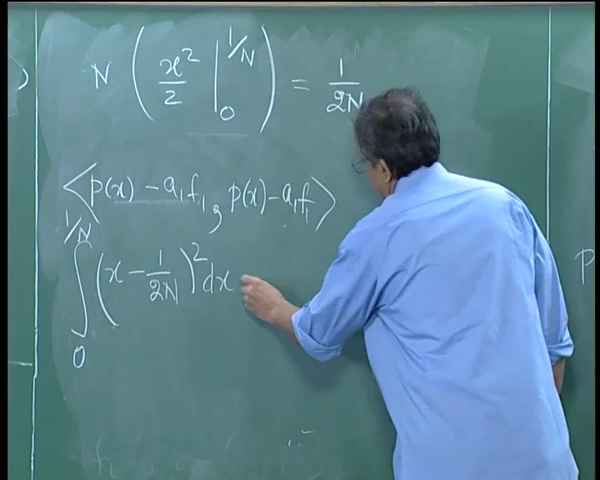 N ( x²/2 |₀^{1/N} ) = 1/2N
⟨p(x) - a₁f₁, p(x) - a₁f₁⟩
∫₀^{1/N} (x - 1/2N)² dx
)
P